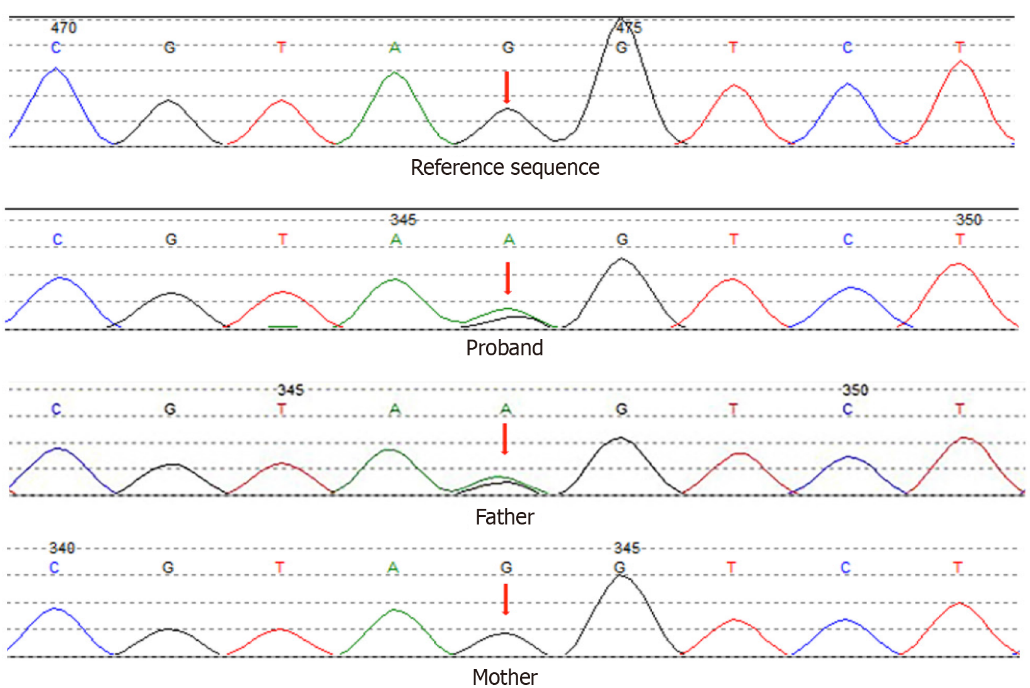 470 475
C G T A G G T C T
Reference sequence
345 350
C G T A A G T C T
Proband
345 350
C G T A A G T C T
Father
340 345
C G T A G G T C T
Mother